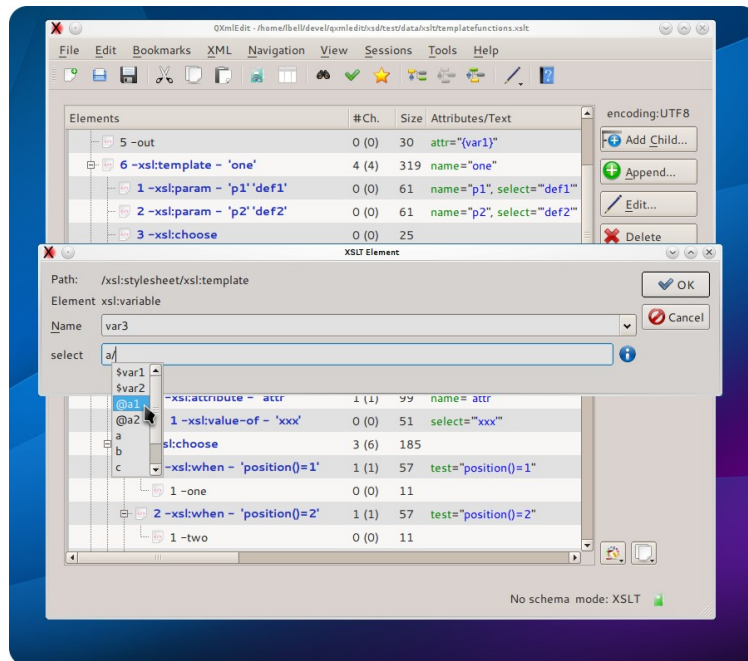 QXmlEdit - /home/lbell/devel/qxmledit/xsd/test/data/xslt/templatefunctions.xslt
File Edit Bookmarks XML Navigation View Sessions Tools Help
Elements #Ch. Size Attributes/Text
encoding:UTF8
5 -out 0 (0) 30 attr="{var1}"
Add Child...
6 -xsl:template - 'one' 4 (4) 319 name="one"
Append...
1 -xsl:param - 'p1' 'def1' 0 (0) 61 name="p1", select="'def1'"
2 -xsl:param - 'p2' 'def2' 0 (0) 61 name="p2", select="'def2'"
Edit...
3 -xsl:choose 0 (0) 25
Delete
XSLT Element
Path: /xsl:stylesheet/xsl:template
OK
Element xsl:variable
Cancel
Name var3
select a/
$var1
$var2
@a1
@a2
a
b
c
-xsl:attribute - 'attr' 1 (1) 99 name="attr"
1 -xsl:value-of - 'xxx' 0 (0) 51 select="'xxx'"
sl:choose 3 (6) 185
-xsl:when - 'position()=1' 1 (1) 57 test="position()=1"
1 -one 0 (0) 11
2 -xsl:when - 'position()=2' 1 (1) 57 test="position()=2"
1 -two 0 (0) 11
No schema mode: XSLT